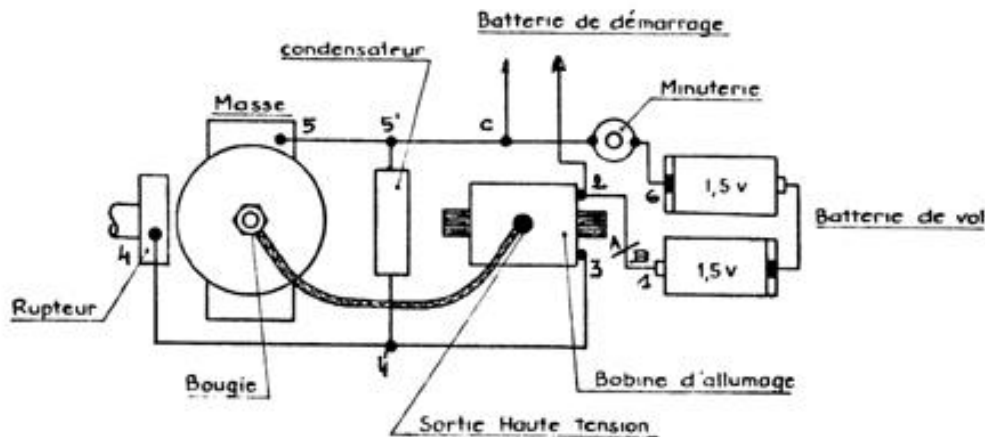 Batterie de démarrage
condensateur
Minuterie
Masse
5
5'
C
2
6
1,5 v
Batterie de vol
4
A
B
3
1
1,5 v
Rupteur
4'
Bougie
Bobine d'allumage
Sortie Haute tension